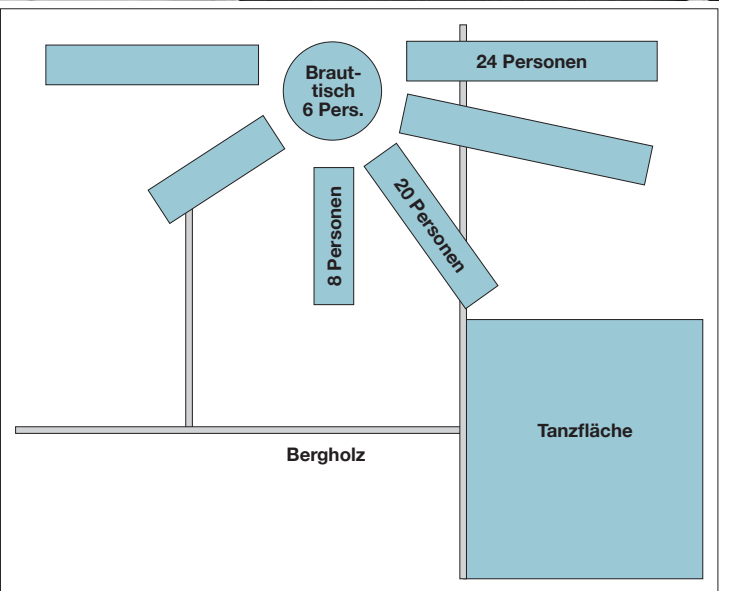 Braut-
tisch
6 Pers.
24 Personen
8 Personen
20 Personen
Tanzfläche
Bergholz